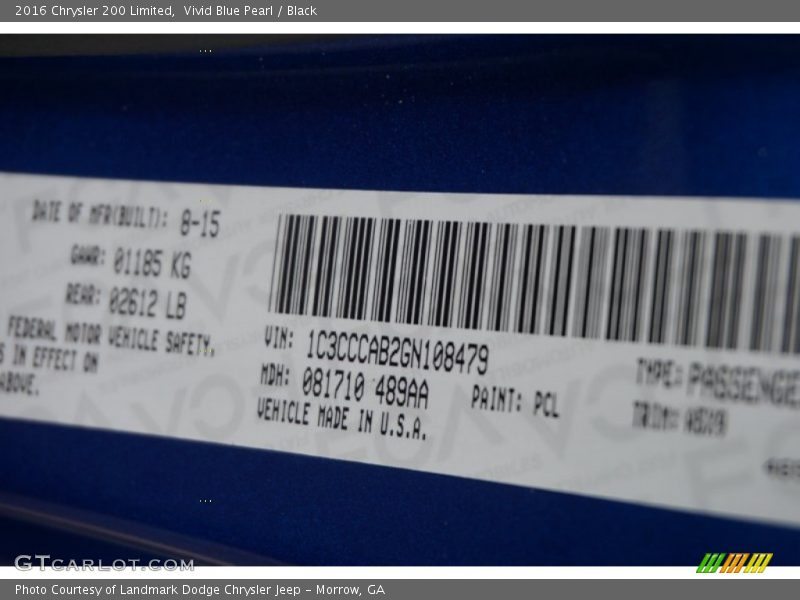 2016 Chrysler 200 Limited, Vivid Blue Pearl / Black
DATE OF MFR(BUILT): 8-15
GAWR: 01185 KG
REAR: 02612 LB
FEDERAL MOTOR VEHICLE SAFETY.
S IN EFFECT ON
ABOVE.
VIN: 1C3CCCAB2GN108479
MDH: 081710 489AA
PAINT: PCL
VEHICLE MADE IN U.S.A.
TYPE: PASSENGE
TRIM:
GTCARLOT.COM
Photo Courtesy of Landmark Dodge Chrysler Jeep – Morrow, GA